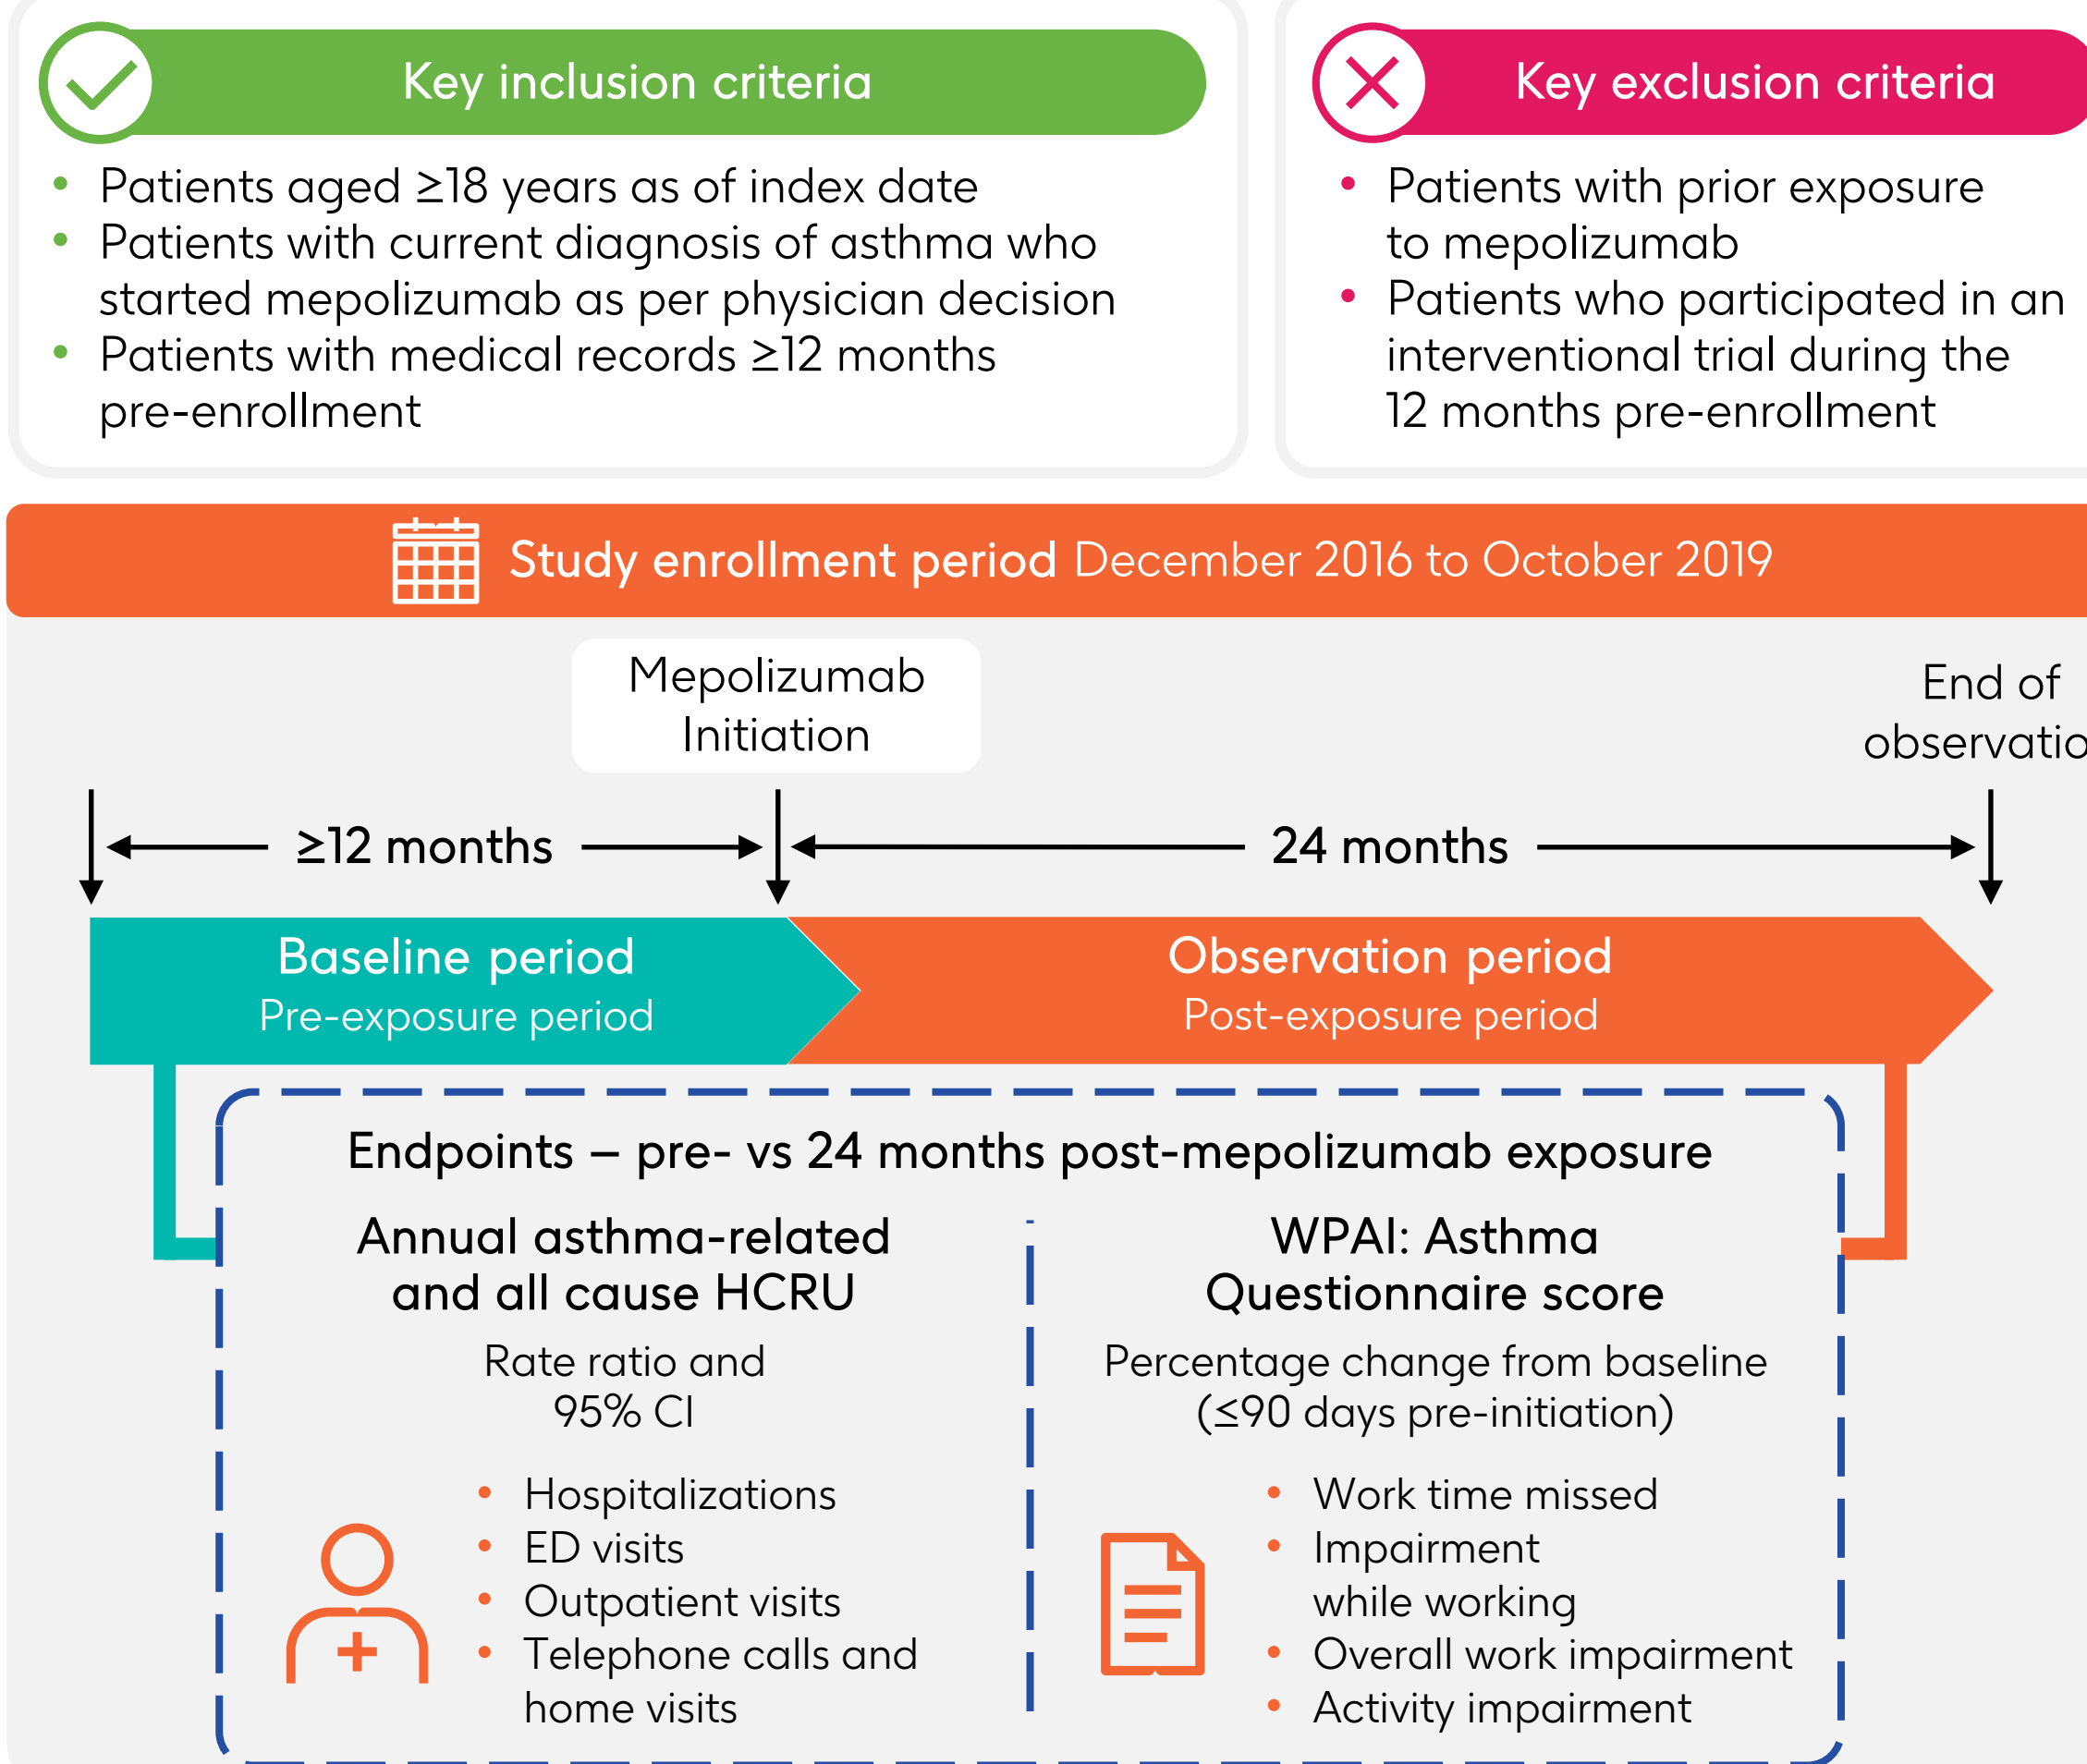 Key inclusion criteria
• Patients aged ≥18 years as of index date
• Patients with current diagnosis of asthma who
started mepolizumab as per physician decision
• Patients with medical records ≥12 months
pre-enrollment
Key exclusion criteria
• Patients with prior exposure
to mepolizumab
• Patients who participated in an
interventional trial during the
12 months pre-enrollment
Study enrollment period December 2016 to October 2019
Mepolizumab
Initiation
End of
observatio
≥12 months
24 months
Baseline period
Pre-exposure period
Observation period
Post-exposure period
Endpoints – pre- vs 24 months post-mepolizumab exposure
Annual asthma-related
and all cause HCRU
Rate ratio and
95% CI
• Hospitalizations
• ED visits
• Outpatient visits
• Telephone calls and
home visits
WPAI: Asthma
Questionnaire score
Percentage change from baseline
(≤90 days pre-initiation)
• Work time missed
• Impairment
while working
• Overall work impairment
• Activity impairment